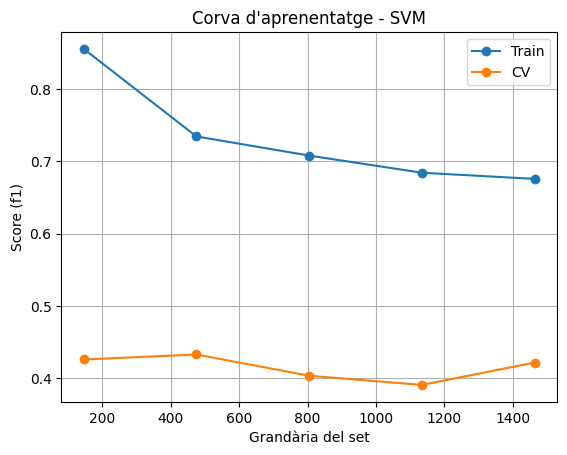 Corva d'aprenentatge - SVM
Train
CV
Score (f1)
0.8
0.7
0.6
0.5
0.4
200 400 600 800 1000 1200 1400
Grandària del set